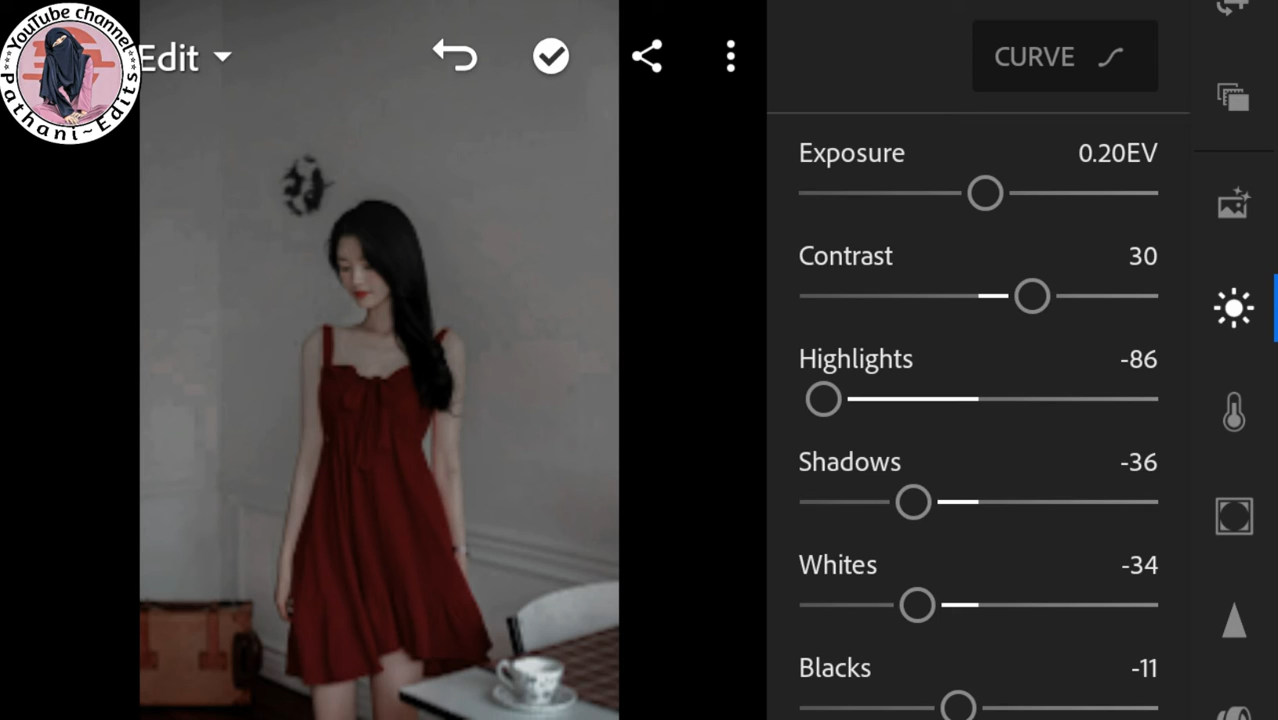 YouTube channel
Pathani~Edits
Edit
CURVE
Exposure 0.20EV
Contrast 30
Highlights -86
Shadows -36
Whites -34
Blacks -11